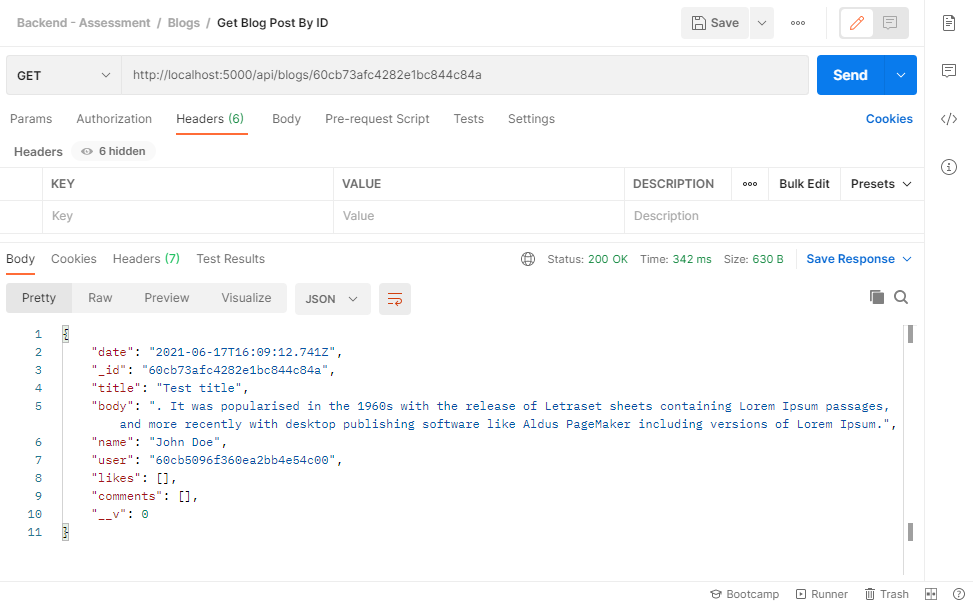 Backend - Assessment / Blogs / Get Blog Post By ID Save
GET http://localhost:5000/api/blogs/60cb73afc4282e1bc844c84a Send
Params Authorization Headers (6) Body Pre-request Script Tests Settings Cookies
Headers 6 hidden
KEY VALUE DESCRIPTION Bulk Edit Presets
Key Value Description
Body Cookies Headers (7) Test Results Status: 200 OK Time: 342 ms Size: 630 B Save Response
Pretty Raw Preview Visualize JSON
1 {
2 "date": "2021-06-17T16:09:12.741Z",
3 "_id": "60cb73afc4282e1bc844c84a",
4 "title": "Test title",
5 "body": ". It was popularised in the 1960s with the release of Letraset sheets containing Lorem Ipsum passages,
and more recently with desktop publishing software like Aldus PageMaker including versions of Lorem Ipsum.",
6 "name": "John Doe",
7 "user": "60cb5096f360ea2bb4e54c00",
8 "likes": [],
9 "comments": [],
10 "__v": 0
11 }
Bootcamp Runner Trash